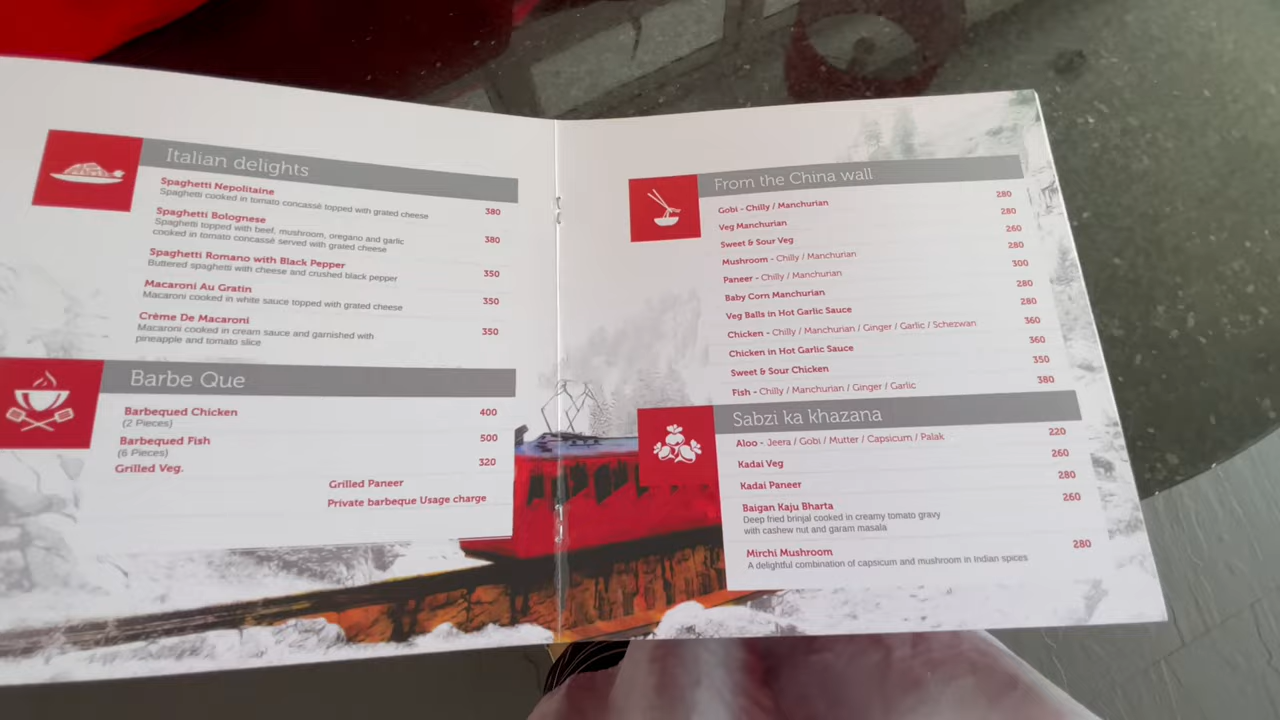 Italian delights
Spaghetti Nepolitaine
Spaghetti cooked in tomato concassè topped with grated cheese 380
Spaghetti Bolognese
Spaghetti topped with beef, mushroom, oregano and garlic 380
cooked in tomato concassè served with grated cheese
Spaghetti Romano with Black Pepper
Buttered spaghetti with cheese and crushed black pepper 350
Macaroni Au Gratin
Macaroni cooked in white sauce topped with grated cheese 350
Crème De Macaroni
Macaroni cooked in cream sauce and garnished with 350
pineapple and tomato slice
Barbe Que
Barbequed Chicken 400
(2 Pieces)
Barbequed Fish 500
(6 Pieces)
Grilled Veg. 320
Grilled Paneer
Private barbeque Usage charge
From the China wall
Gobi - Chilly / Manchurian 280
Veg Manchurian 280
Sweet & Sour Veg 260
Mushroom - Chilly / Manchurian 280
Paneer - Chilly / Manchurian 300
Baby Corn Manchurian 280
Veg Balls in Hot Garlic Sauce 280
Chicken - Chilly / Manchurian / Ginger / Garlic / Schezwan 360
Chicken in Hot Garlic Sauce 360
Sweet & Sour Chicken 350
Fish - Chilly / Manchurian / Ginger / Garlic 380
Sabzi ka khazana
Aloo - Jeera / Gobi / Mutter / Capsicum / Palak 220
Kadai Veg 260
Kadai Paneer 280
Baigan Kaju Bharta 260
Deep fried brinjal cooked in creamy tomato gravy
with cashew nut and garam masala
Mirchi Mushroom 280
A delightful combination of capsicum and mushroom in Indian spices